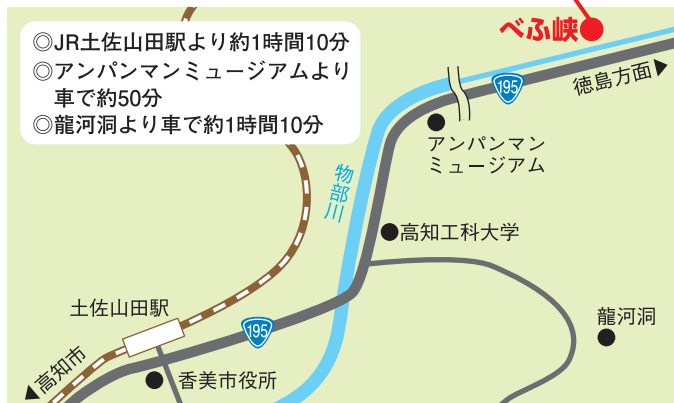 ◎JR土佐山田駅より約1時間10分
◎アンパンマンミュージアムより
車で約50分
◎龍河洞より車で約1時間10分
べふ峡
195
徳島方面
アンパンマン
ミュージアム
物部川
高知工科大学
土佐山田駅
195
龍河洞
高知市
香美市役所